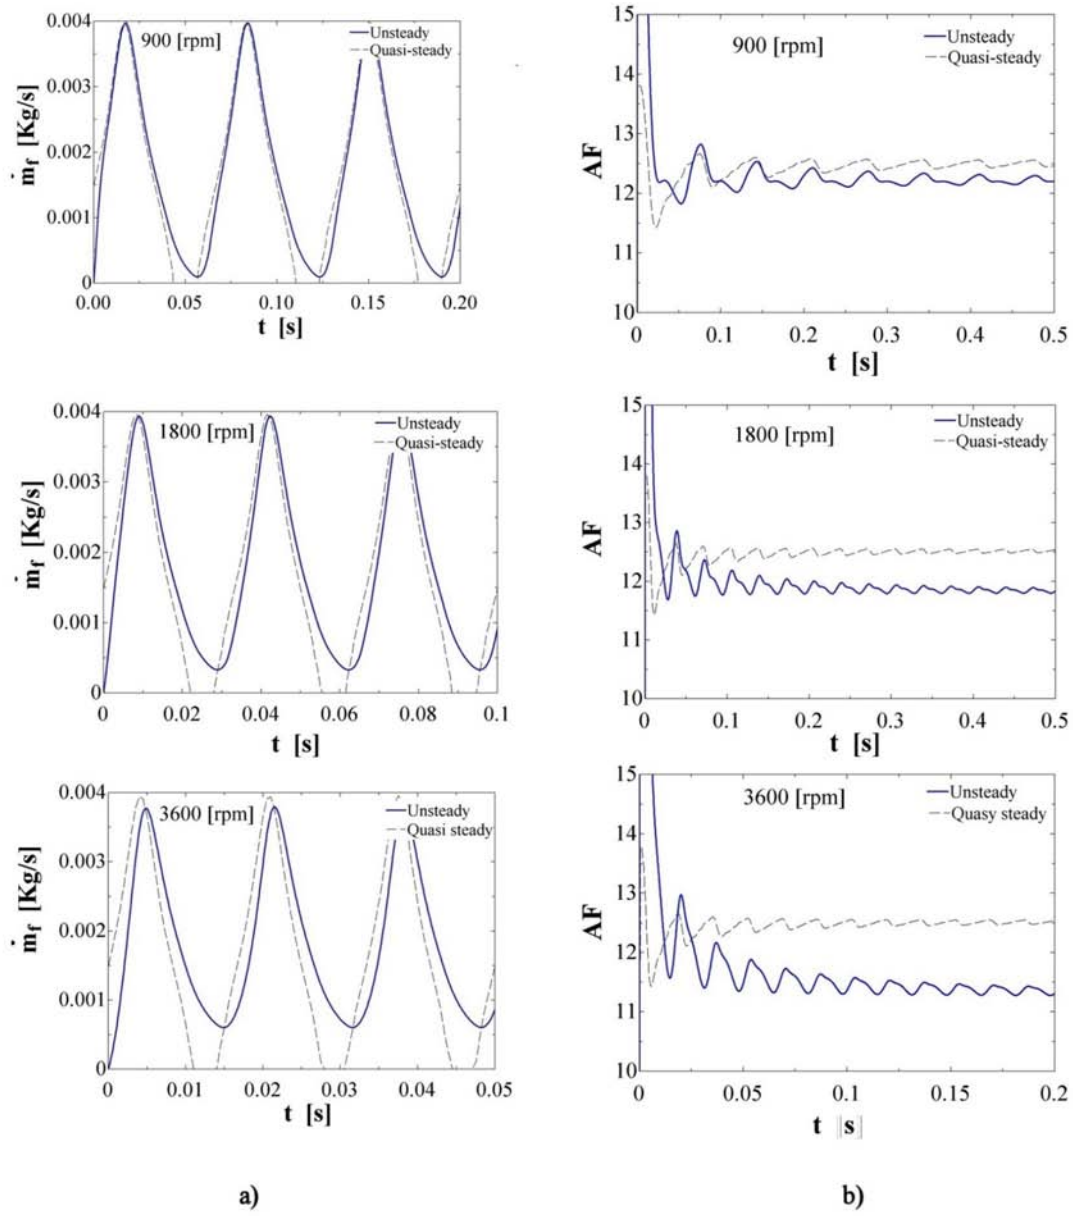 0.004
900 [rpm]
Unsteady
Quasi-steady
0.003
0.002
0.001
0
ṁf [Kg/s]
0.00 0.05 0.10 0.15 0.20
t [s]
15
900 [rpm]
Unsteady
Quasi-steady
14
13
12
11
10
AF
0 0.1 0.2 0.3 0.4 0.5
t [s]
0.004
1800 [rpm]
Unsteady
Quasi-steady
0.003
0.002
0.001
0
ṁf [Kg/s]
0 0.02 0.04 0.06 0.08 0.1
t [s]
15
1800 [rpm]
Unsteady
Quasi-steady
14
13
12
11
10
AF
0 0.1 0.2 0.3 0.4 0.5
t [s]
0.004
3600 [rpm]
Unsteady
Quasi steady
0.003
0.002
0.001
0
ṁf [Kg/s]
0 0.01 0.02 0.03 0.04 0.05
t [s]
15
3600 [rpm]
Unsteady
Quasy steady
14
13
12
11
10
AF
0 0.05 0.1 0.15 0.2
t [s]
a)
b)